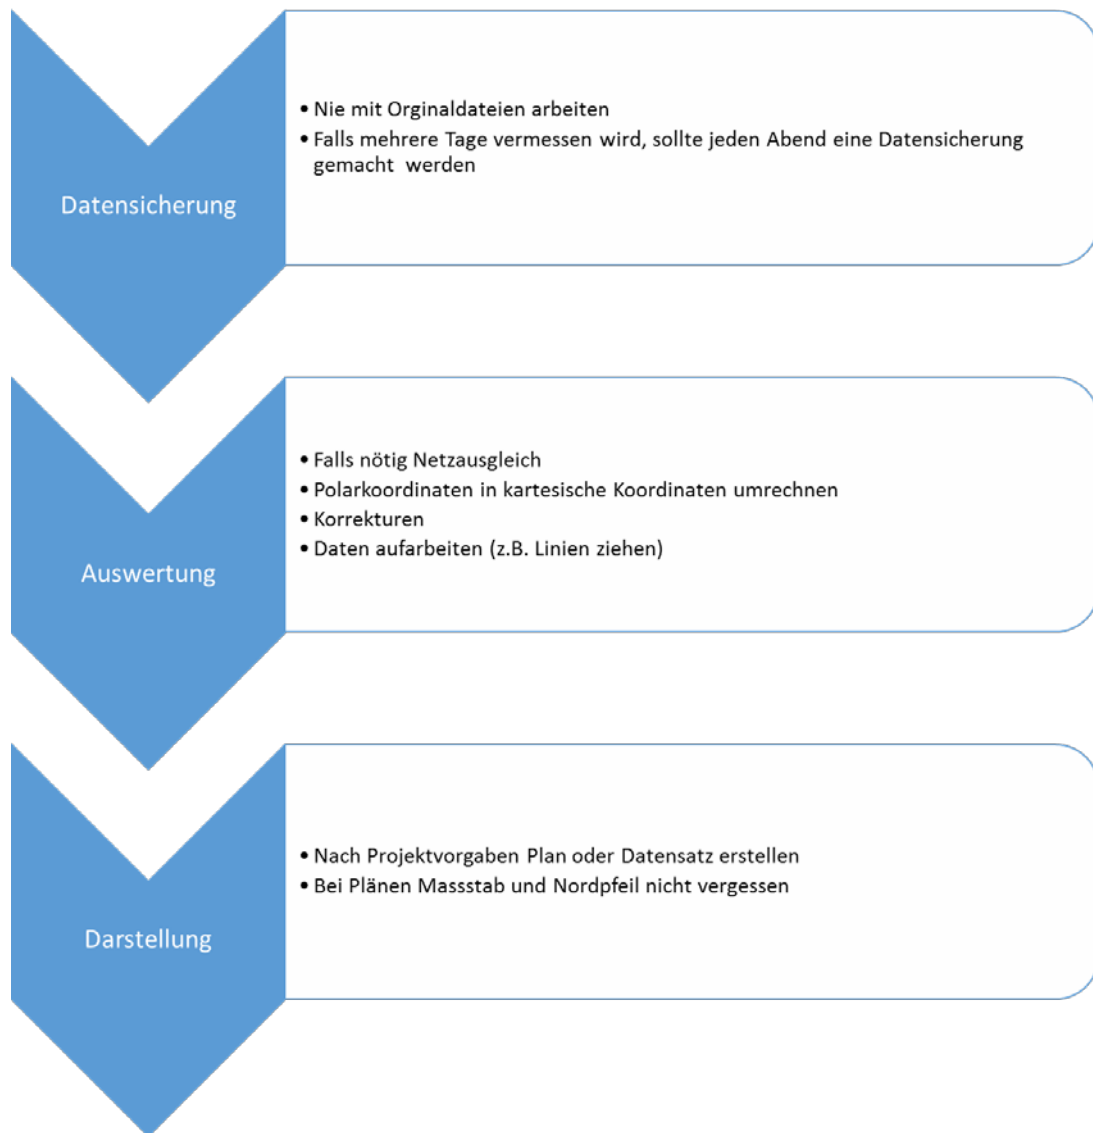 Datensicherung
• Nie mit Orginaldateien arbeiten
• Falls mehrere Tage vermessen wird, sollte jeden Abend eine Datensicherung
gemacht werden
Auswertung
• Falls nötig Netzausgleich
• Polarkoordinaten in kartesische Koordinaten umrechnen
• Korrekturen
• Daten aufarbeiten (z.B. Linien ziehen)
Darstellung
• Nach Projektvorgaben Plan oder Datensatz erstellen
• Bei Plänen Massstab und Nordpfeil nicht vergessen